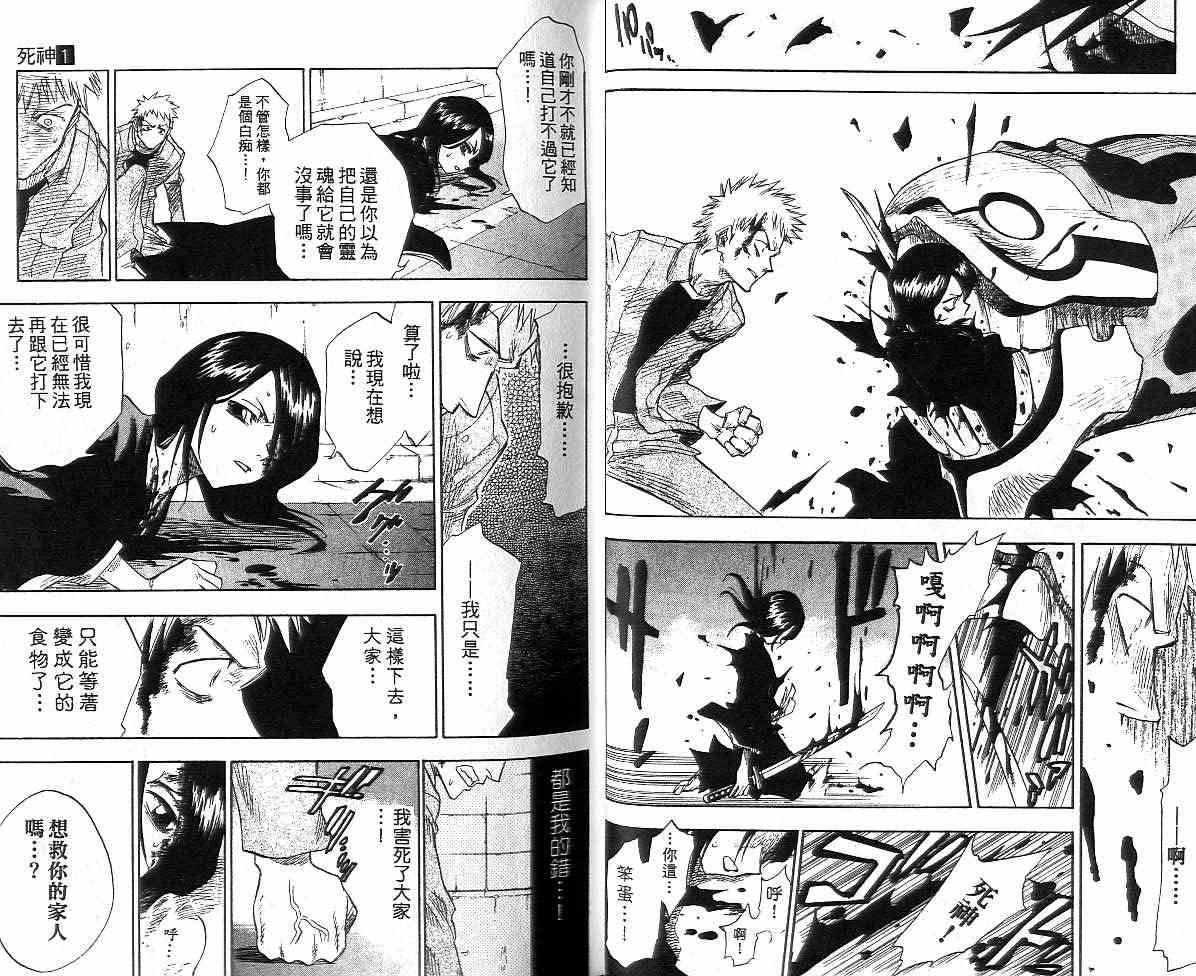 ——啊…
嘎啊啊啊啊…
死神!
呼!
啊!
…你這…
笨蛋……
死神1
你剛才不就已經知
道自己打不過它了
嗎…!
還是你以為
把自己的靈
魂給它就會
沒事了嗎…
不管怎樣,你都
是個白痴…!
…很抱歉……
——我只是……
算了啦…
我現在想
說…
很可惜我現
在已經無法
再跟它打下
去了…
這樣下去,
大家…
只能等著
變成它的
食物了…
都是我的錯…!
我害死了大家
…!
呼…
想救你的家人
嗎…?